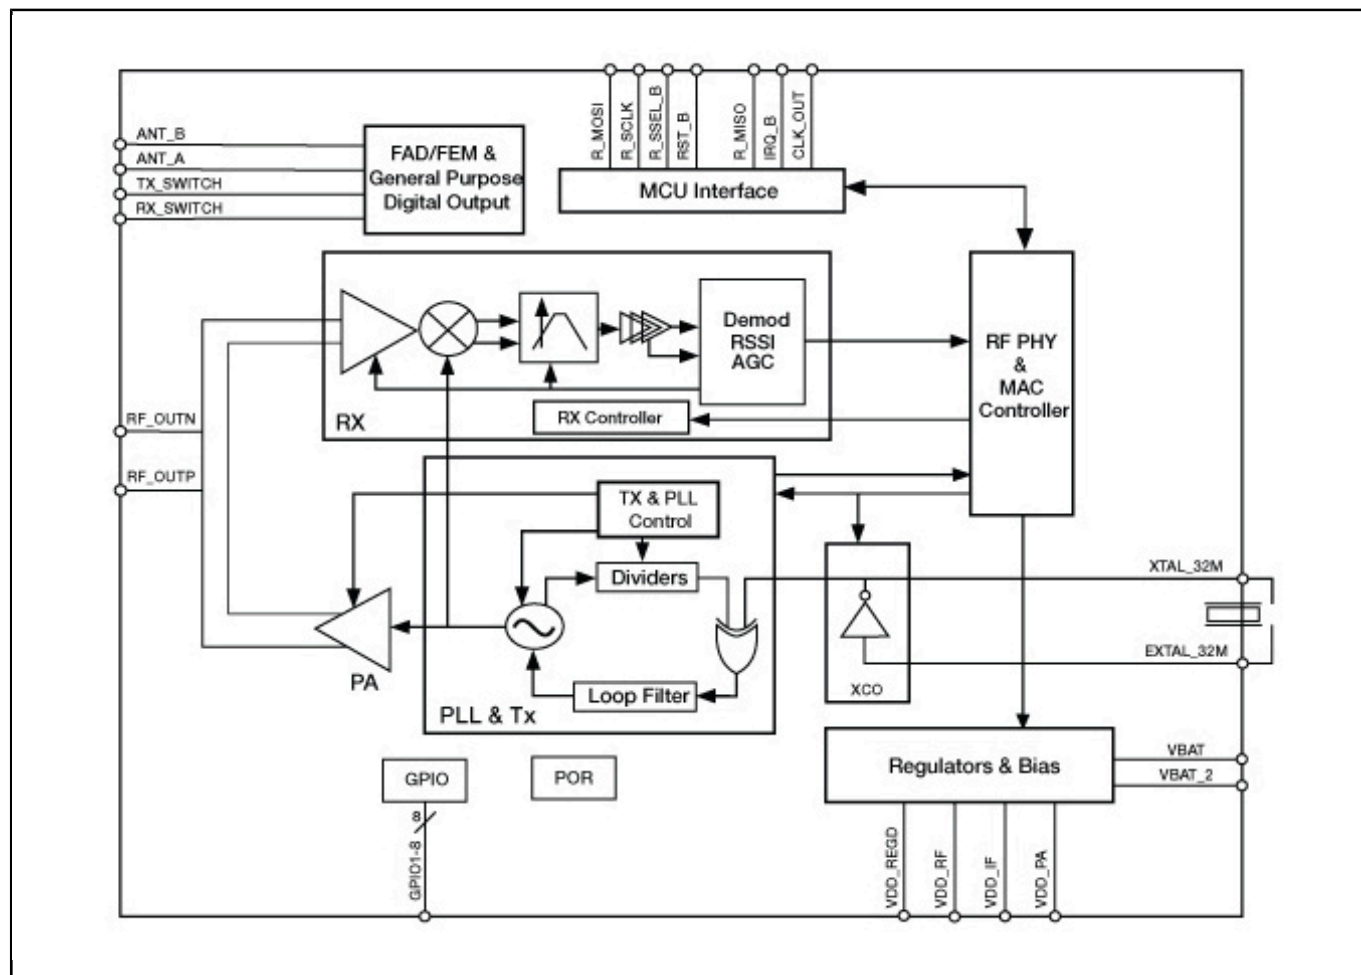 R_MOSI
R_SCLK
R_SSEL_B
RST_B
R_MISO
IRQ_B
CLK_OUT
ANT_B
ANT_A
TX_SWITCH
RX_SWITCH
FAD/FEM &
General Purpose
Digital Output
MCU Interface
Demod
RSSI
AGC
RF PHY
&
MAC
Controller
RX
RX Controller
RF_OUTN
RF_OUTP
TX & PLL
Control
Dividers
Loop Filter
PLL & Tx
PA
XCO
XTAL_32M
EXTAL_32M
Regulators & Bias
VBAT
VBAT_2
GPIO
POR
8
GPIO1-8
VDD_REGD
VDD_RF
VDD_IF
VDD_PA